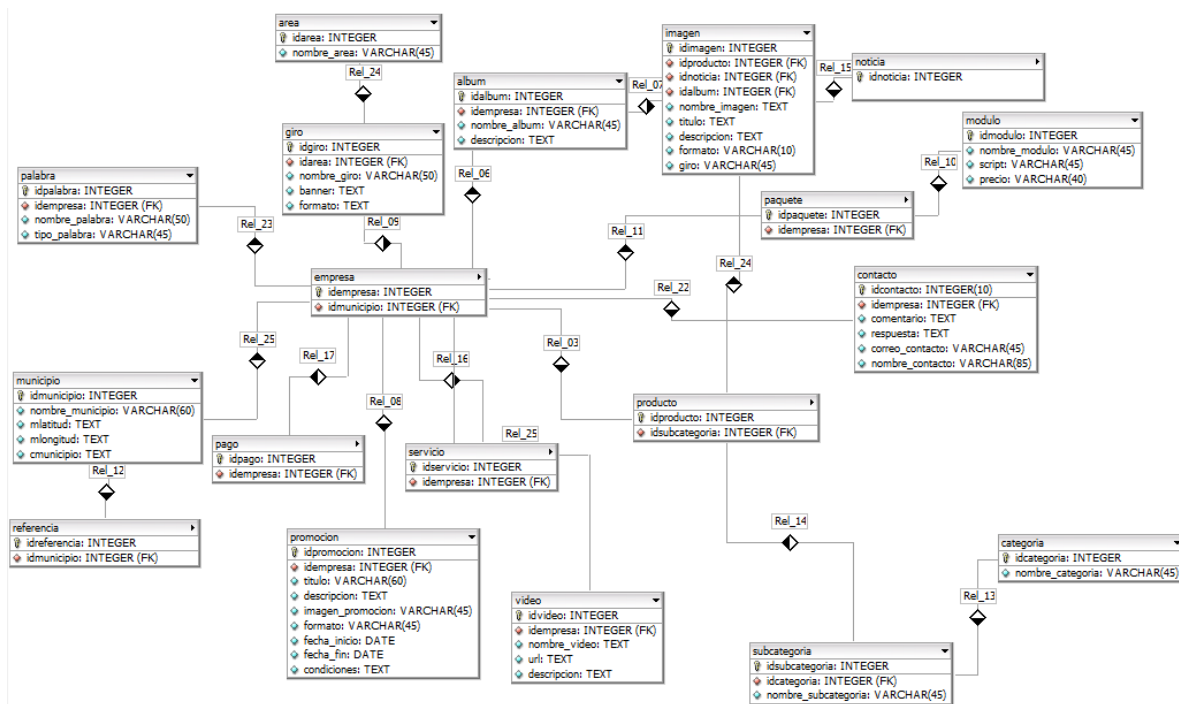 area
idarea: INTEGER
nombre_area: VARCHAR(45)
Rel_24
giro
idgiro: INTEGER
idarea: INTEGER (FK)
nombre_giro: VARCHAR(50)
banner: TEXT
formato: TEXT
Rel_09
album
idalbum: INTEGER
idempresa: INTEGER (FK)
nombre_album: VARCHAR(45)
descripcion: TEXT
Rel_06
Rel_07
imagen
idimagen: INTEGER
idproducto: INTEGER (FK)
idnoticia: INTEGER (FK)
idalbum: INTEGER (FK)
nombre_imagen: TEXT
titulo: TEXT
descripcion: TEXT
formato: VARCHAR(10)
giro: VARCHAR(45)
Rel_15
noticia
idnoticia: INTEGER
modulo
idmodulo: INTEGER
nombre_modulo: VARCHAR(45)
script: VARCHAR(45)
precio: VARCHAR(40)
Rel_10
paquete
idpaquete: INTEGER
idempresa: INTEGER (FK)
palabra
idpalabra: INTEGER
idempresa: INTEGER (FK)
nombre_palabra: VARCHAR(50)
tipo_palabra: VARCHAR(45)
Rel_23
Rel_11
Rel_24
empresa
idempresa: INTEGER
idmunicipio: INTEGER (FK)
Rel_22
contacto
idcontacto: INTEGER(10)
idempresa: INTEGER (FK)
comentario: TEXT
respuesta: TEXT
correo_contacto: VARCHAR(45)
nombre_contacto: VARCHAR(85)
Rel_25
Rel_17
Rel_16
Rel_03
municipio
idmunicipio: INTEGER
nombre_municipio: VARCHAR(60)
mlatitud: TEXT
mlongitud: TEXT
cmunicipio: TEXT
Rel_12
Rel_08
producto
idproducto: INTEGER
idsubcategoria: INTEGER (FK)
pago
idpago: INTEGER
idempresa: INTEGER (FK)
servicio
idservicio: INTEGER
idempresa: INTEGER (FK)
Rel_25
referencia
idreferencia: INTEGER
idmunicipio: INTEGER (FK)
promocion
idpromocion: INTEGER
idempresa: INTEGER (FK)
titulo: VARCHAR(60)
descripcion: TEXT
imagen_promocion: VARCHAR(45)
formato: VARCHAR(45)
fecha_inicio: DATE
fecha_fin: DATE
condiciones: TEXT
video
idvideo: INTEGER
idempresa: INTEGER (FK)
nombre_video: TEXT
url: TEXT
descripcion: TEXT
Rel_14
categoria
idcategoria: INTEGER
nombre_categoria: VARCHAR(45)
Rel_13
subcategoria
idsubcategoria: INTEGER
idcategoria: INTEGER (FK)
nombre_subcategoria: VARCHAR(45)